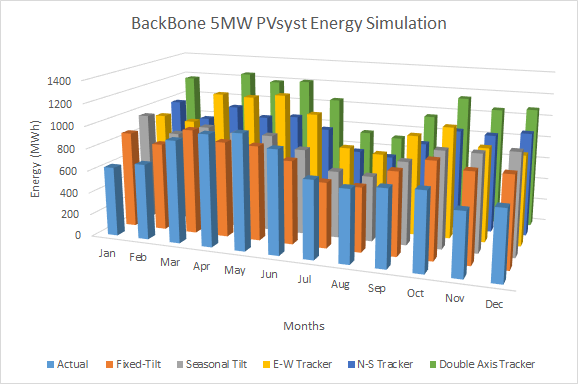 BackBone 5MW PVsyst Energy Simulation
Energy (MWh)
1400
1200
1000
800
600
400
200
0
Jan Feb Mar Apr May Jun Jul Aug Sep Oct Nov Dec
Months
Actual Fixed-Tilt Seasonal Tilt E-W Tracker N-S Tracker Double Axis Tracker